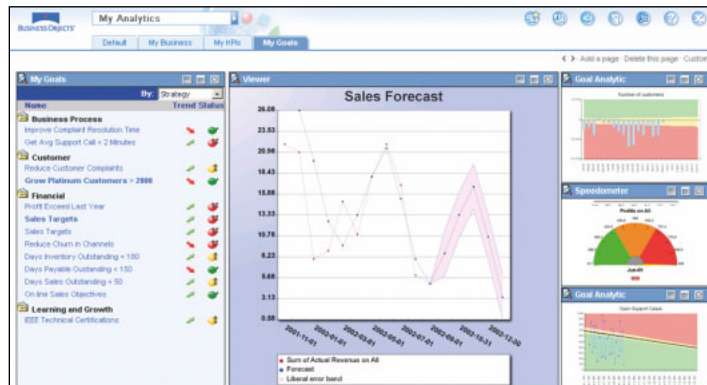 BUSINESS OBJECTS
My Analytics
Default
My Business
My KPIs
My Goals
Add a page · Delete this page · Custom
My Goals
By: Strategy
Name Trend Status
Business Process
Improve Complaint Resolution Time
Get Avg Support Call < 2 Minutes
Customer
Reduce Customer Complaints
Grow Platinum Customers > 2000
Financial
Profit Exceed Last Year
Sales Targets
Sales Targets
Reduce Churn in Channels
Days Inventory Outstanding < 180
Days Payable Oustanding < 150
Days Sales Outstanding < 50
On line Sales Objectives
Learning and Growth
IEEE Technical Certifications
Viewer
Sales Forecast
26.08
23.53
20.98
18.43
15.88
13.33
10.78
8.23
5.68
3.13
0.58
2001-11-01
2002-01-01
2002-03-01
2002-05-01
2002-07-01
2002-09-01
2002-10-31
2002-12-30
Sum of Actual Revenue on All
Forecast
Liberal error band
Goal Analytic
Number of customers
Speedometer
Profits on All
Jun-01
Goal Analytic
Open Support Cases